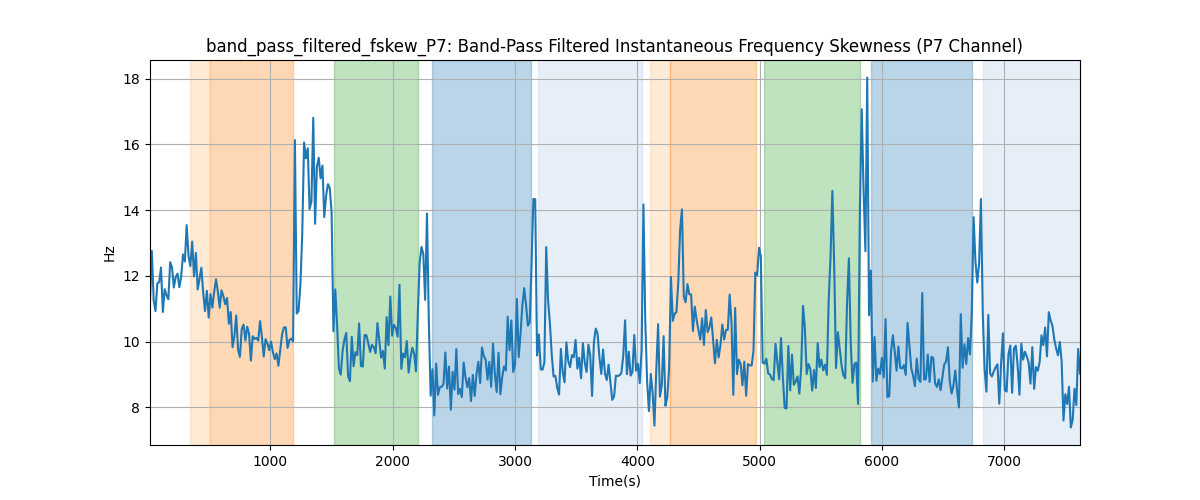 band_pass_filtered_fskew_P7: Band-Pass Filtered Instantaneous Frequency Skewness (P7 Channel)
18
16
14
12
10
8
Hz
1000 2000 3000 4000 5000 6000 7000
Time(s)